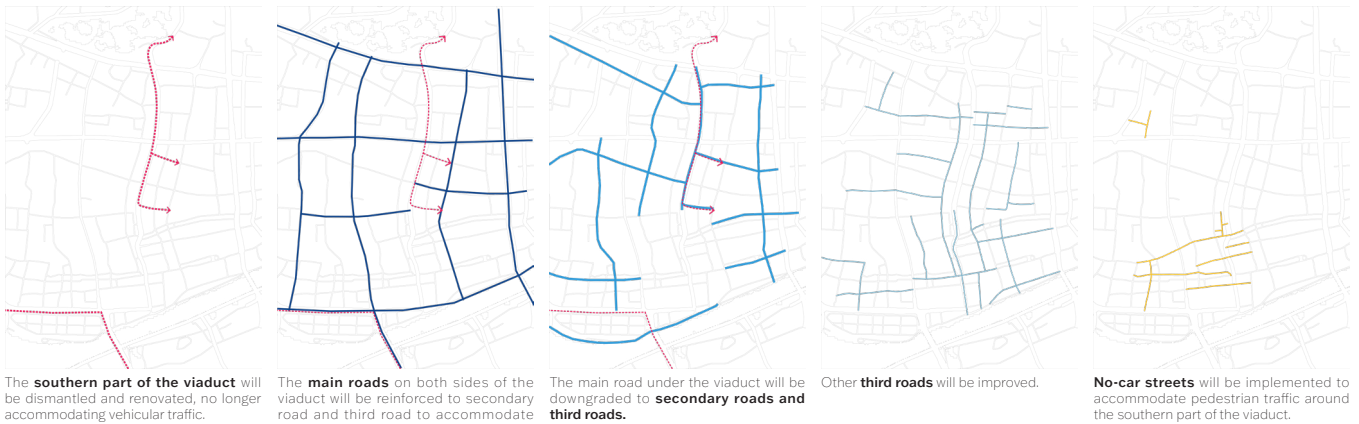 The southern part of the viaduct will
be dismantled and renovated, no longer
accommodating vehicular traffic.
The main roads on both sides of the
viaduct will be reinforced to secondary
road and third road to accommodate
The main road under the viaduct will be
downgraded to secondary roads and
third roads.
Other third roads will be improved.
No-car streets will be implemented to
accommodate pedestrian traffic around
the southern part of the viaduct.